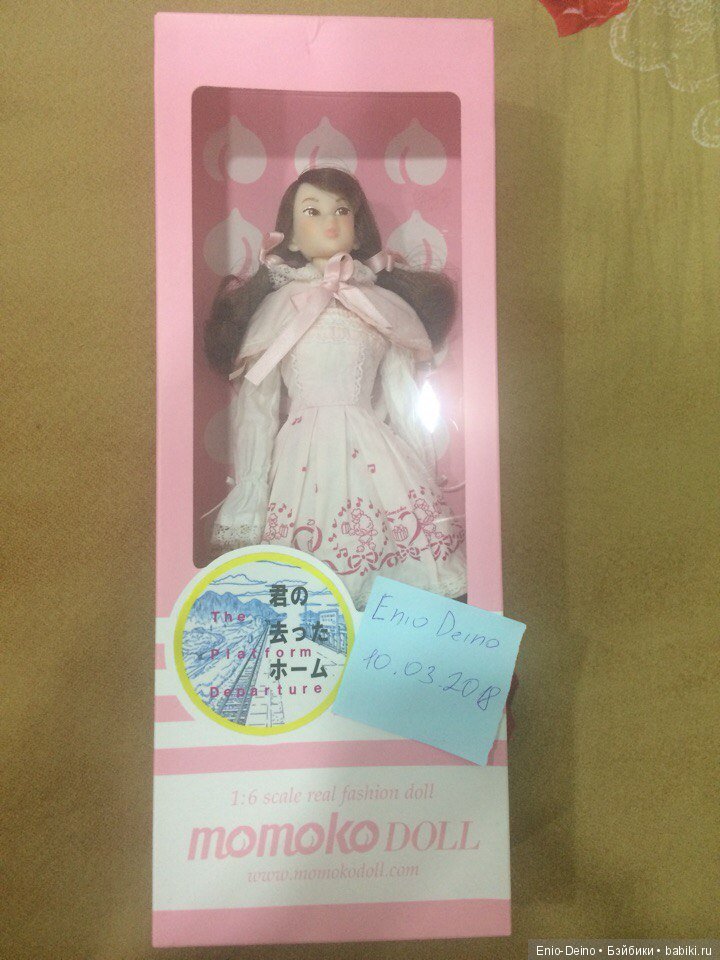 君の
The
去った
Platform
ホーム
Departure
Enio Deino
10.03.2018
1:6 scale real fashion doll
momoko DOLL
www.momokodoll.com
Enio-Deino • Бэйбики • babiki.ru